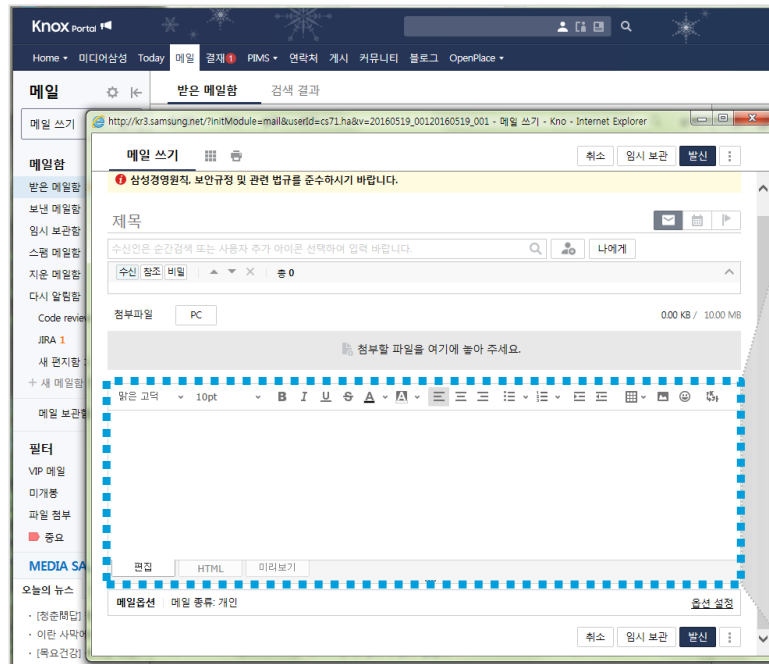 Knox Portal
Home 미디어삼성 Today 메일 결재 1 PIMS 연락처 게시 커뮤니티 블로그 OpenPlace
메일
받은 메일함 검색 결과
메일 쓰기
http://kr3.samsung.net/?initModule=mail&userId=cs71.ha&v=20160519_00120160519_001 - 메일 쓰기 - Kno - Internet Explorer
메일 쓰기
취소 임시 보관 발신
삼성경영원칙, 보안규정 및 관련 법규를 준수하시기 바랍니다.
제목
수신인은 순간검색 또는 사용자 추가 아이콘 선택하여 입력 바랍니다.
나에게
수신 참조 비밀 총 0
첨부파일 PC 0.00 KB / 10.00 MB
첨부할 파일을 여기에 놓아 주세요.
맑은 고딕 10pt B I U S A A
편집 HTML 미리보기
메일옵션 메일 종류: 개인 옵션 설정
취소 임시 보관 발신
메일함
받은 메일함
보낸 메일함
임시 보관함
스팸 메일함
지운 메일함
다시 알림함
Code review
JIRA 1
새 편지함
+ 새 메일함
메일 보관함
필터
VIP 메일
미개봉
파일 첨부
중요
MEDIA SA
오늘의 뉴스
· [청춘問답]
· 이란 사막에
· [목요건강]